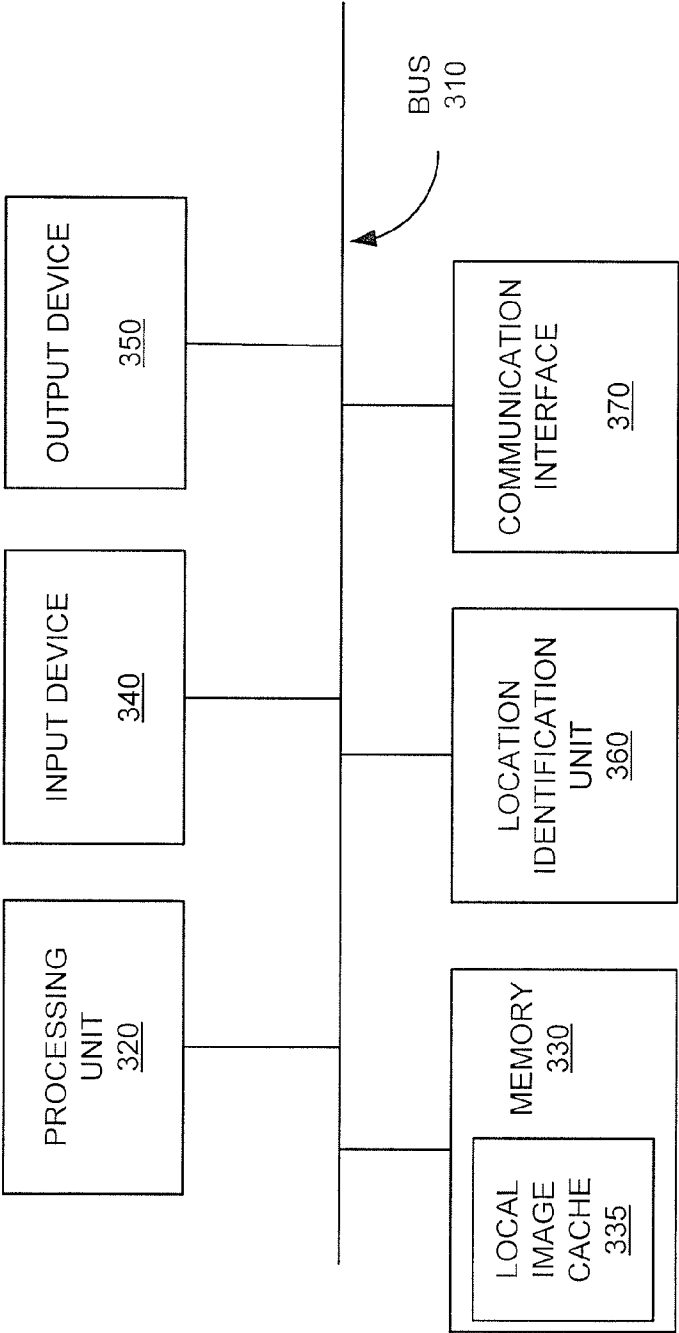 PROCESSING
UNIT
320
INPUT DEVICE
340
OUTPUT DEVICE
350
BUS
310
MEMORY
330
LOCAL
IMAGE
CACHE
335
LOCATION
IDENTIFICATION
UNIT
360
COMMUNICATION
INTERFACE
370